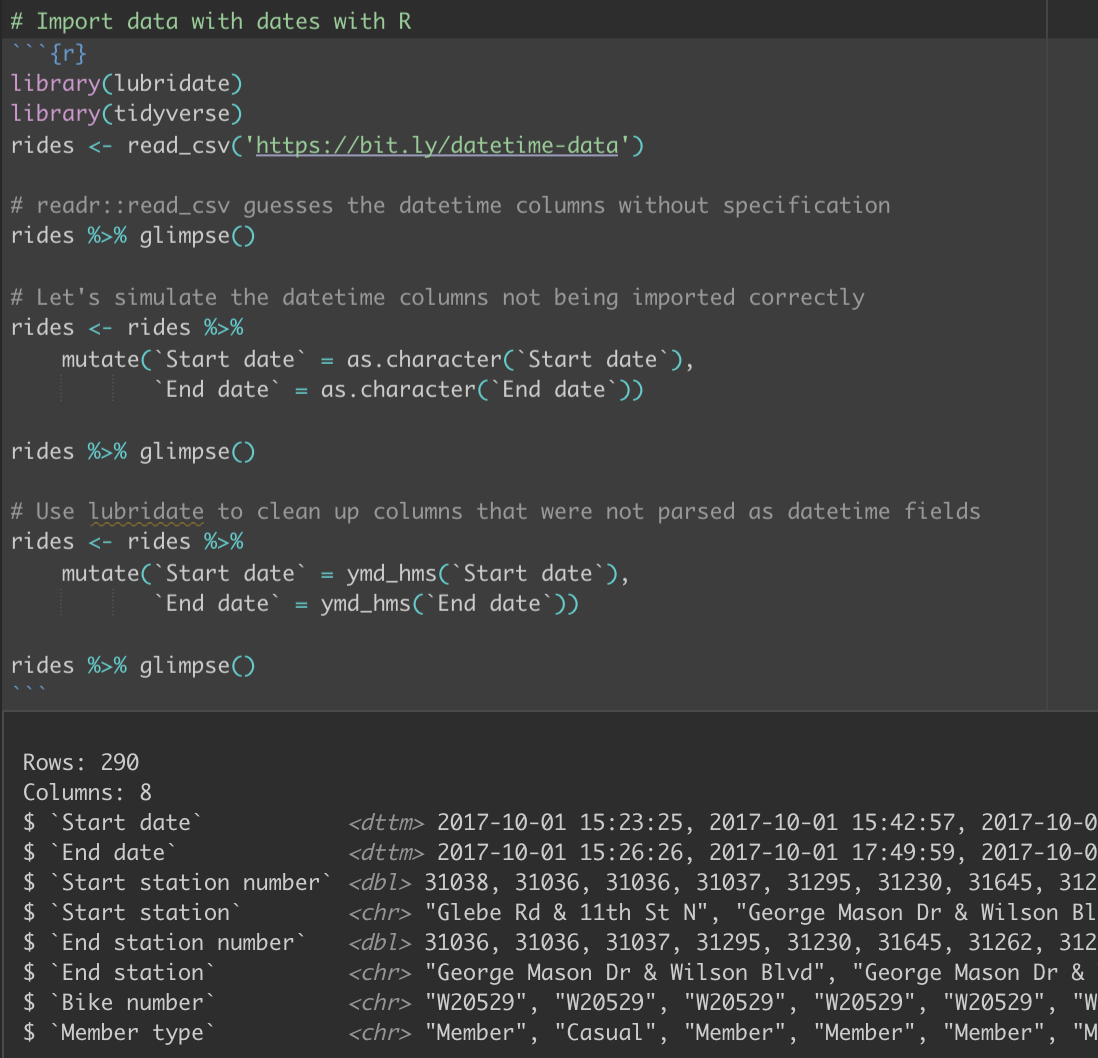 # Import data with dates with R
```{r}
library(lubridate)
library(tidyverse)
rides <- read_csv('https://bit.ly/datetime-data')
# readr::read_csv guesses the datetime columns without specification
rides %>% glimpse()
# Let's simulate the datetime columns not being imported correctly
rides <- rides %>%
    mutate(`Start date` = as.character(`Start date`),
           `End date` = as.character(`End date`))
rides %>% glimpse()
# Use lubridate to clean up columns that were not parsed as datetime fields
rides <- rides %>%
    mutate(`Start date` = ymd_hms(`Start date`),
           `End date` = ymd_hms(`End date`))
rides %>% glimpse()
```
Rows: 290
Columns: 8
$ `Start date`           <dttm> 2017-10-01 15:23:25, 2017-10-01 15:42:57, 2017-10-0
$ `End date`             <dttm> 2017-10-01 15:26:26, 2017-10-01 17:49:59, 2017-10-0
$ `Start station number` <dbl> 31038, 31036, 31036, 31037, 31295, 31230, 31645, 312
$ `Start station`        <chr> "Glebe Rd & 11th St N", "George Mason Dr & Wilson Bl
$ `End station number`   <dbl> 31036, 31036, 31037, 31295, 31230, 31645, 31262, 312
$ `End station`          <chr> "George Mason Dr & Wilson Blvd", "George Mason Dr &
$ `Bike number`          <chr> "W20529", "W20529", "W20529", "W20529", "W20529", "W
$ `Member type`          <chr> "Member", "Casual", "Member", "Member", "Member", "M